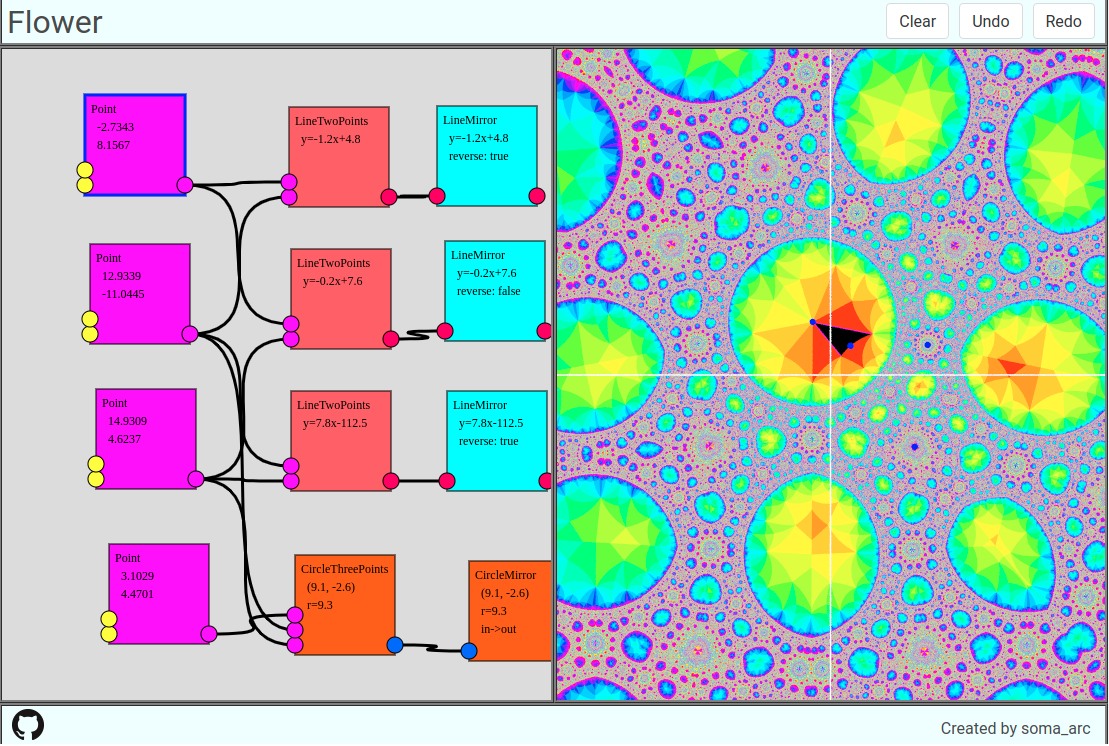 Flower
Clear
Undo
Redo
Point
-2.7343
8.1567
LineTwoPoints
y=-1.2x+4.8
LineMirror
y=-1.2x+4.8
reverse: true
Point
12.9339
-11.0445
LineTwoPoints
y=-0.2x+7.6
LineMirror
y=-0.2x+7.6
reverse: false
Point
14.9309
4.6237
LineTwoPoints
y=7.8x-112.5
LineMirror
y=7.8x-112.5
reverse: true
Point
3.1029
4.4701
CircleThreePoints
(9.1, -2.6)
r=9.3
CircleMirror
(9.1, -2.6)
r=9.3
in->out
Created by soma_arc